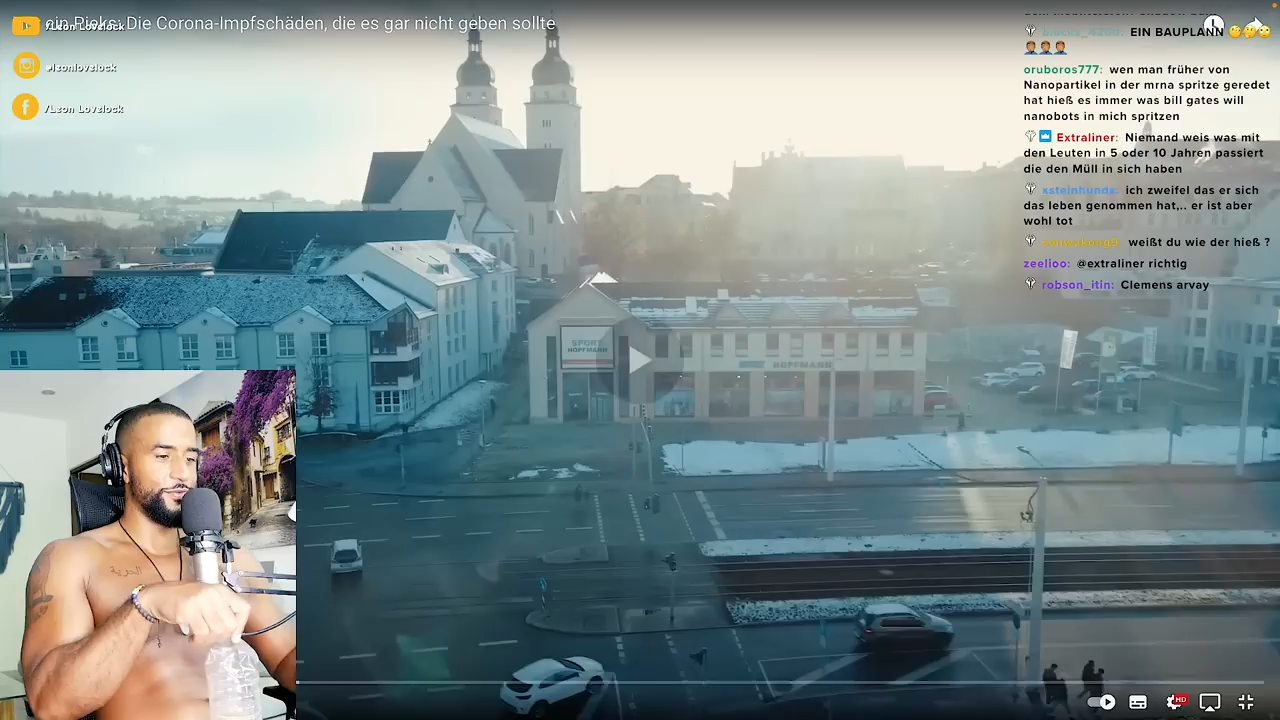 ein Pieks: Die Corona-Impfschäden, die es gar nicht geben sollte
/Leon Lovelock
@leonlovelock
/Leon Lovelock
SPORT
HOFFMANN
HOFFMANN
EIN BAUPLANN 🤔🤔🙄
🤦🏽‍♂️🤦🏽‍♂️🤦🏽‍♂️
oruboros777: wen man früher von
Nanopartikel in der mrna spritze geredet
hat hieß es immer was bill gates will
nanobots in mich spritzen
Extraliner: Niemand weis was mit
den Leuten in 5 oder 10 Jahren passiert
die den Müll in sich haben
xsteinhundx: ich zweifel das er sich
das leben genommen hat,.. er ist aber
wohl tot
weißt du wie der hieß ?
zeelioo: @extraliner richtig
robson_itin: Clemens arvay
HD